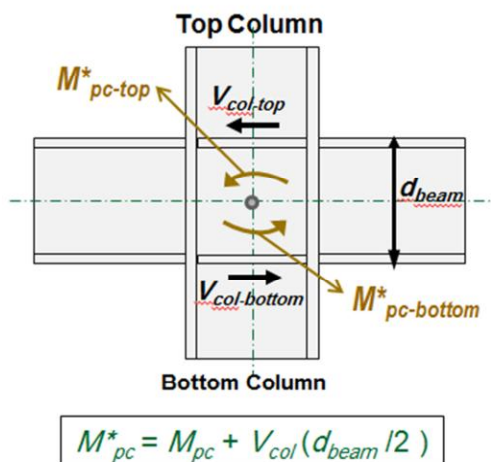 Top Column
M*pc-top
Vcol-top
dbeam
Vcol-bottom
M*pc-bottom
Bottom Column
M*pc = Mpc + Vcol (dbeam /2 )